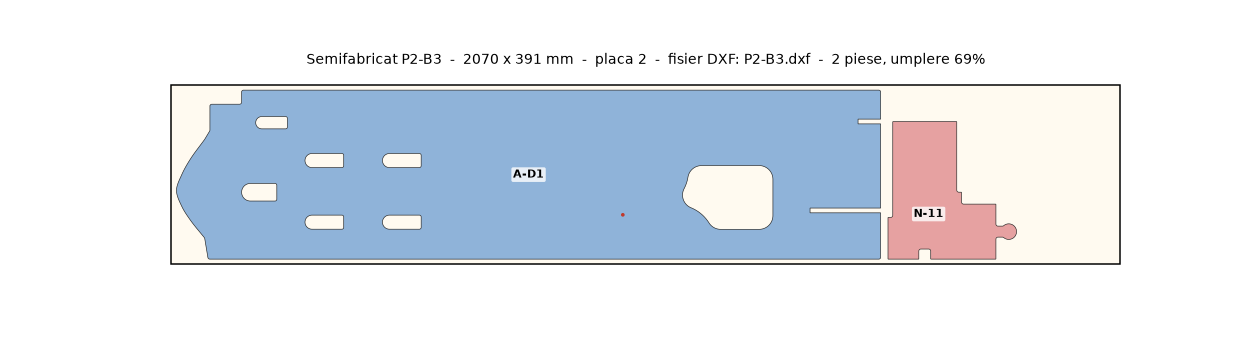 Semifabricat P2-B3 - 2070 x 391 mm - placa 2 - fisier DXF: P2-B3.dxf - 2 piese, umplere 69%
A-D1
N-11